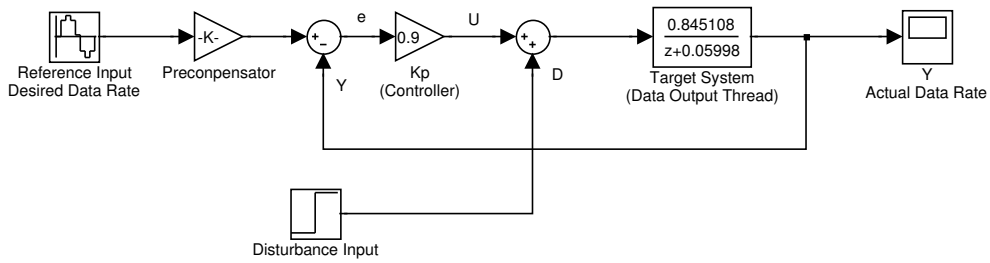 Reference Input
Desired Data Rate
-K-
Preconpensator
+
−
e
Y
0.9
Kp
(Controller)
U
+
+
D
0.845108
z+0.05998
Target System
(Data Output Thread)
Y
Actual Data Rate
Disturbance Input